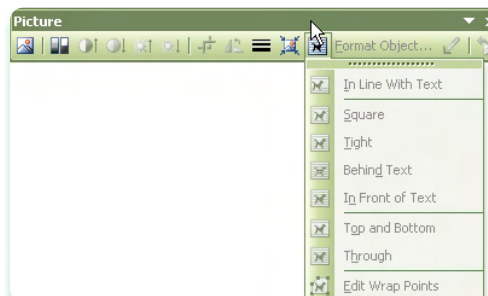 Picture
Format Object...
In Line With Text
Square
Tight
Behind Text
In Front of Text
Top and Bottom
Through
Edit Wrap Points